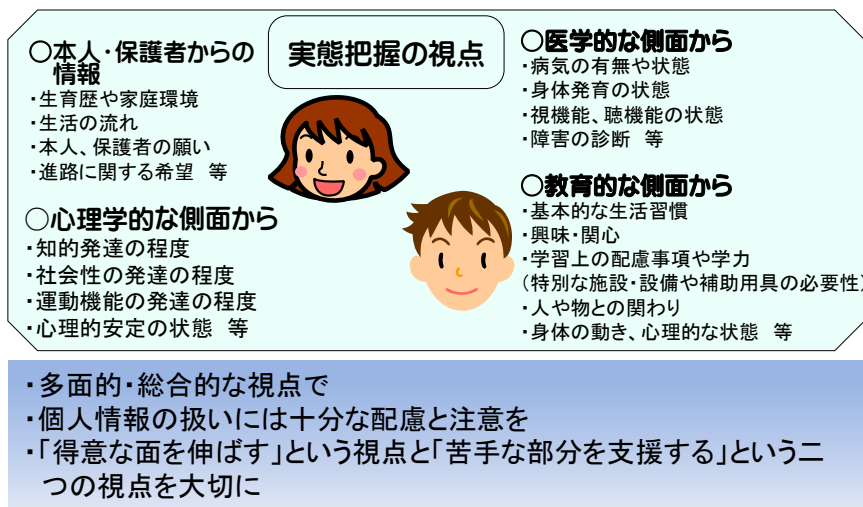 実態把握の視点
○本人・保護者からの
情報
・生育歴や家庭環境
・生活の流れ
・本人、保護者の願い
・進路に関する希望　等
○心理学的な側面から
・知的発達の程度
・社会性の発達の程度
・運動機能の発達の程度
・心理的安定の状態　等
○医学的な側面から
・病気の有無や状態
・身体発育の状態
・視機能、聴機能の状態
・障害の診断　等
○教育的な側面から
・基本的な生活習慣
・興味・関心
・学習上の配慮事項や学力
（特別な施設・設備や補助用具の必要性）
・人や物との関わり
・身体の動き、心理的な状態　等
・多面的・総合的な視点で
・個人情報の扱いには十分な配慮と注意を
・「得意な面を伸ばす」という視点と「苦手な部分を支援する」という二
つの視点を大切に